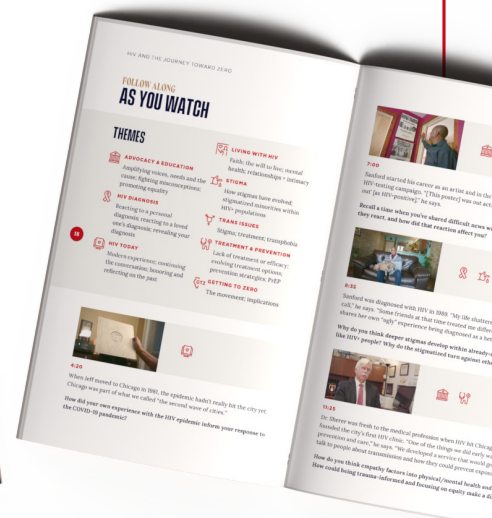 HIV AND THE JOURNEY TOWARD ZERO
FOLLOW ALONG
AS YOU WATCH
THEMES
ADVOCACY & EDUCATION
Amplifying voices, needs and the
cause; fighting misconceptions;
promoting equality
HIV DIAGNOSIS
Reacting to a personal
diagnosis; reacting to a loved
one's diagnosis; revealing your
diagnosis
HIV TODAY
Modern experience; continuing
the conversation; honoring and
reflecting on the past
LIVING WITH HIV
Faith; the will to live; mental
health; relationships + intimacy
STIGMA
How stigmas have evolved;
stigmatized minorities within
HIV+ populations
TRANS ISSUES
Stigma; treatment; transphobia
TREATMENT & PREVENTION
Lack of treatment or efficacy;
evolving treatment options;
prevention strategies; PrEP
GTZ
GETTING TO ZERO
The movement; implications
18
4:20
When Jeff moved to Chicago in 1981, the epidemic hadn't really hit the city yet.
Chicago was part of what we called "the second wave of cities."
How did your own experience with the HIV epidemic inform your response to
the COVID-19 pandemic?
7:00
Sanford started his career as an artist and in the
HIV-testing campaign. "[This poster] was out
out [as HIV-positive]," he says.
Recall a time when you've shared difficult news
they react, and how did that reaction affect you?
Sanford was diagnosed with HIV in 1989. "My life
call," he says. "Some friends at that time treated me
shares her own "ugly" experience being diagnosed as a
Why do you think deeper stigmas develop within
like HIV+ people? Why do the stigmatized turn against
11:25
Dr. Sherer was fresh to the medical profession when HIV hit
founded the city's first HIV clinic. "One of the things we did early
prevention and care," he says. "We developed a service that would
talk to people about transmission and how they could prevent
How do you think empathy factors into physical/mental health and
How could being trauma-informed and focusing on equity make a